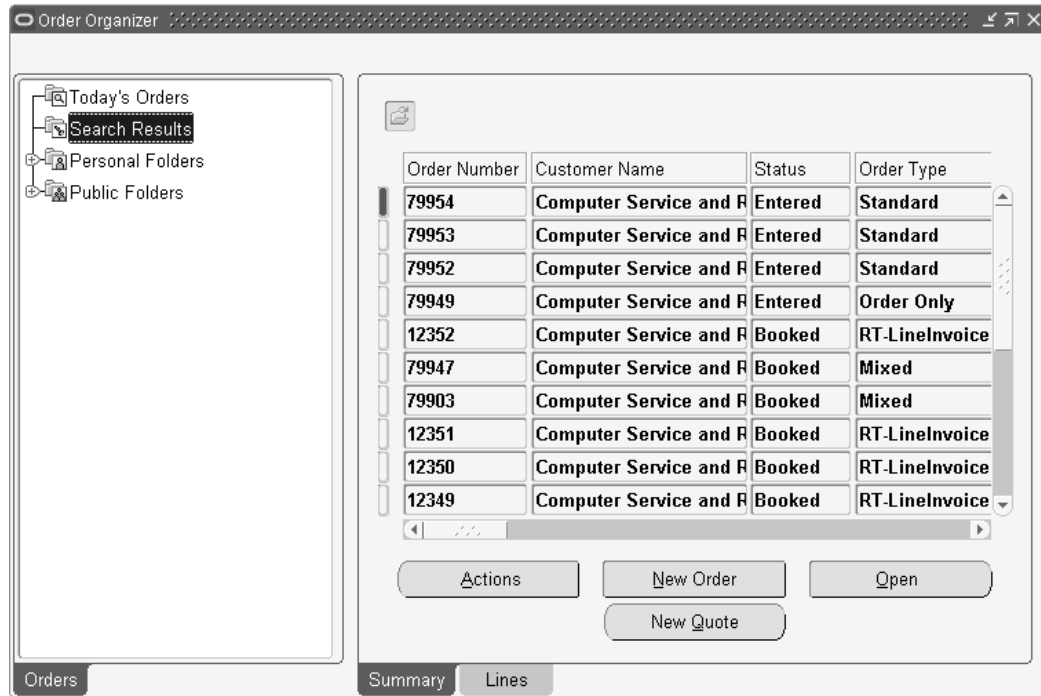 Order Organizer
Today's Orders
Search Results
Personal Folders
Public Folders
Order Number Customer Name Status Order Type
79954 Computer Service and R Entered Standard
79953 Computer Service and R Entered Standard
79952 Computer Service and R Entered Standard
79949 Computer Service and R Entered Order Only
12352 Computer Service and R Booked RT-LineInvoice
79947 Computer Service and R Booked Mixed
79903 Computer Service and R Booked Mixed
12351 Computer Service and R Booked RT-LineInvoice
12350 Computer Service and R Booked RT-LineInvoice
12349 Computer Service and R Booked RT-LineInvoice
Actions New Order Open
New Quote
Orders Summary Lines